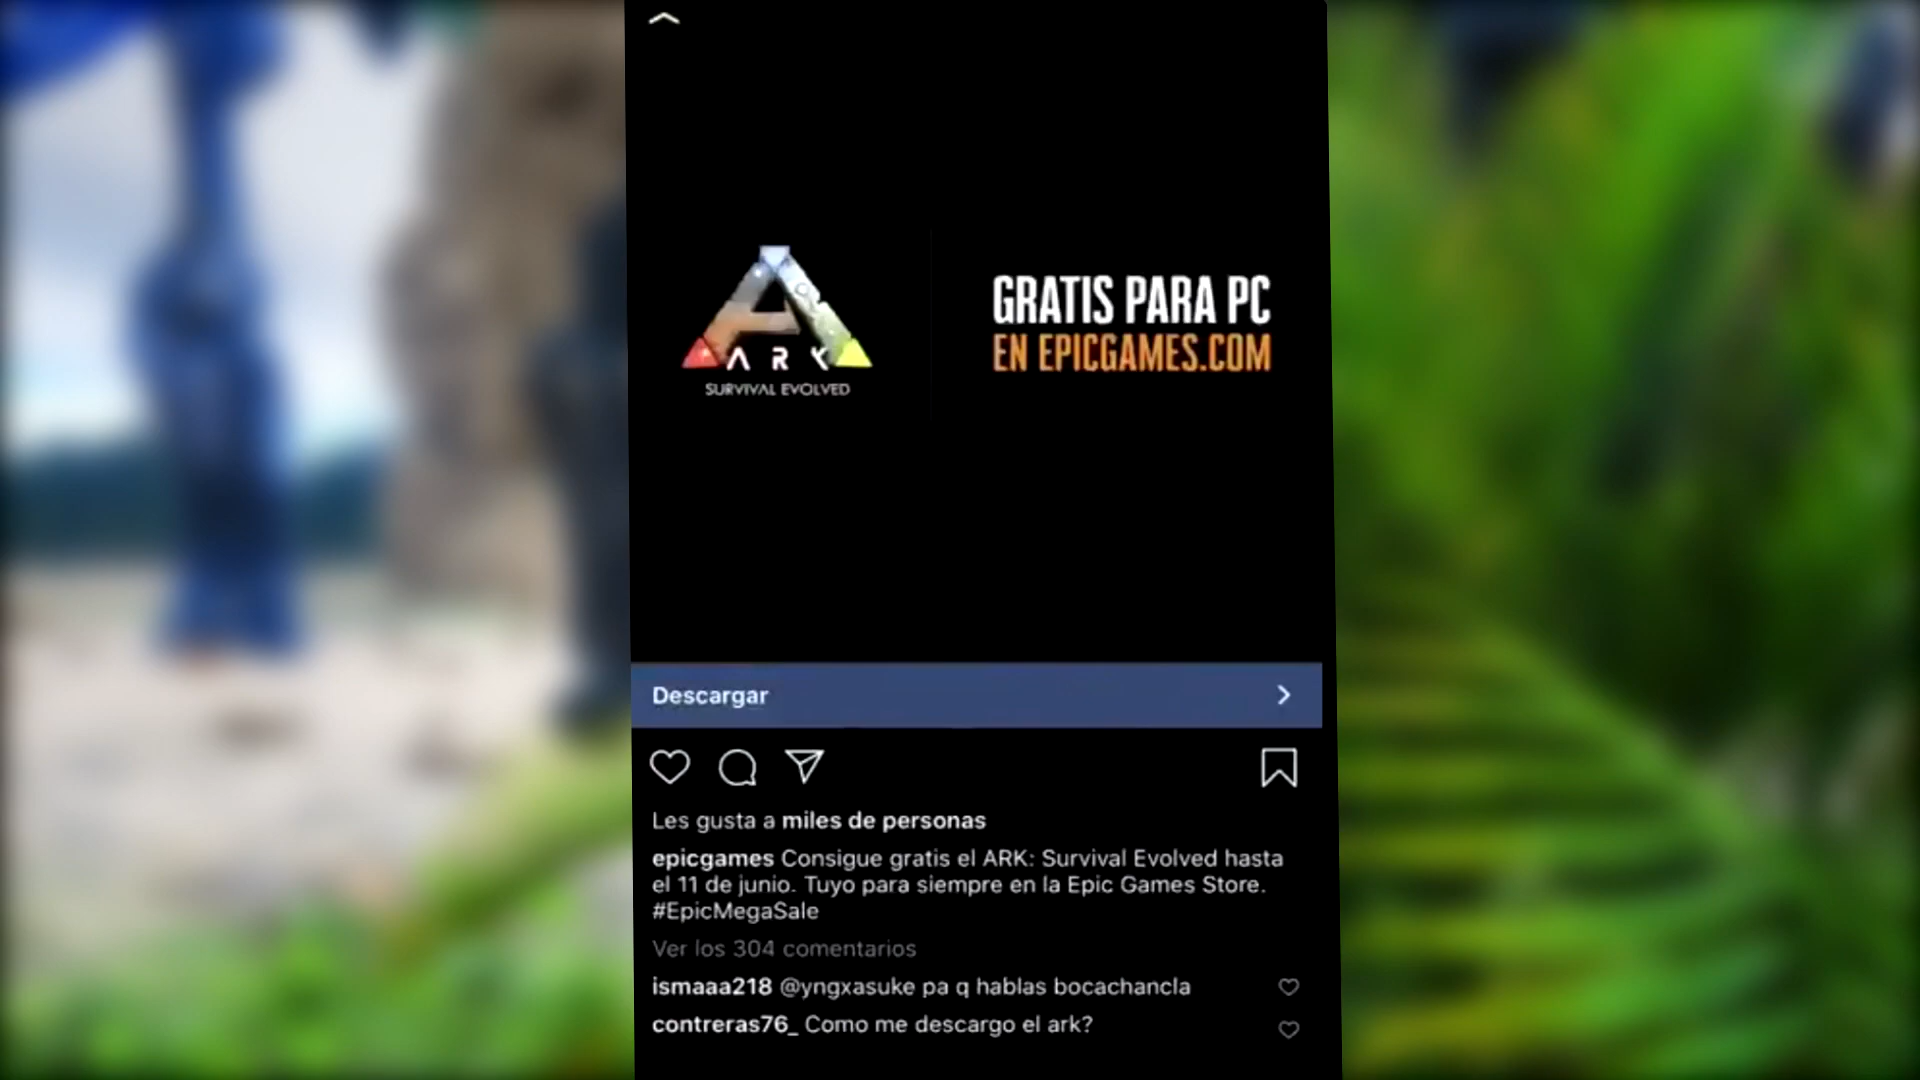 ARK
SURVIVAL EVOLVED
GRATIS PARA PC
EN EPICGAMES.COM
Descargar
Les gusta a miles de personas
epicgames Consigue gratis el ARK: Survival Evolved hasta
el 11 de junio. Tuyo para siempre en la Epic Games Store.
#EpicMegaSale
Ver los 304 comentarios
ismaaa218 @yngxasuke pa q hablas bocachancla
contreras76_ Como me descargo el ark?